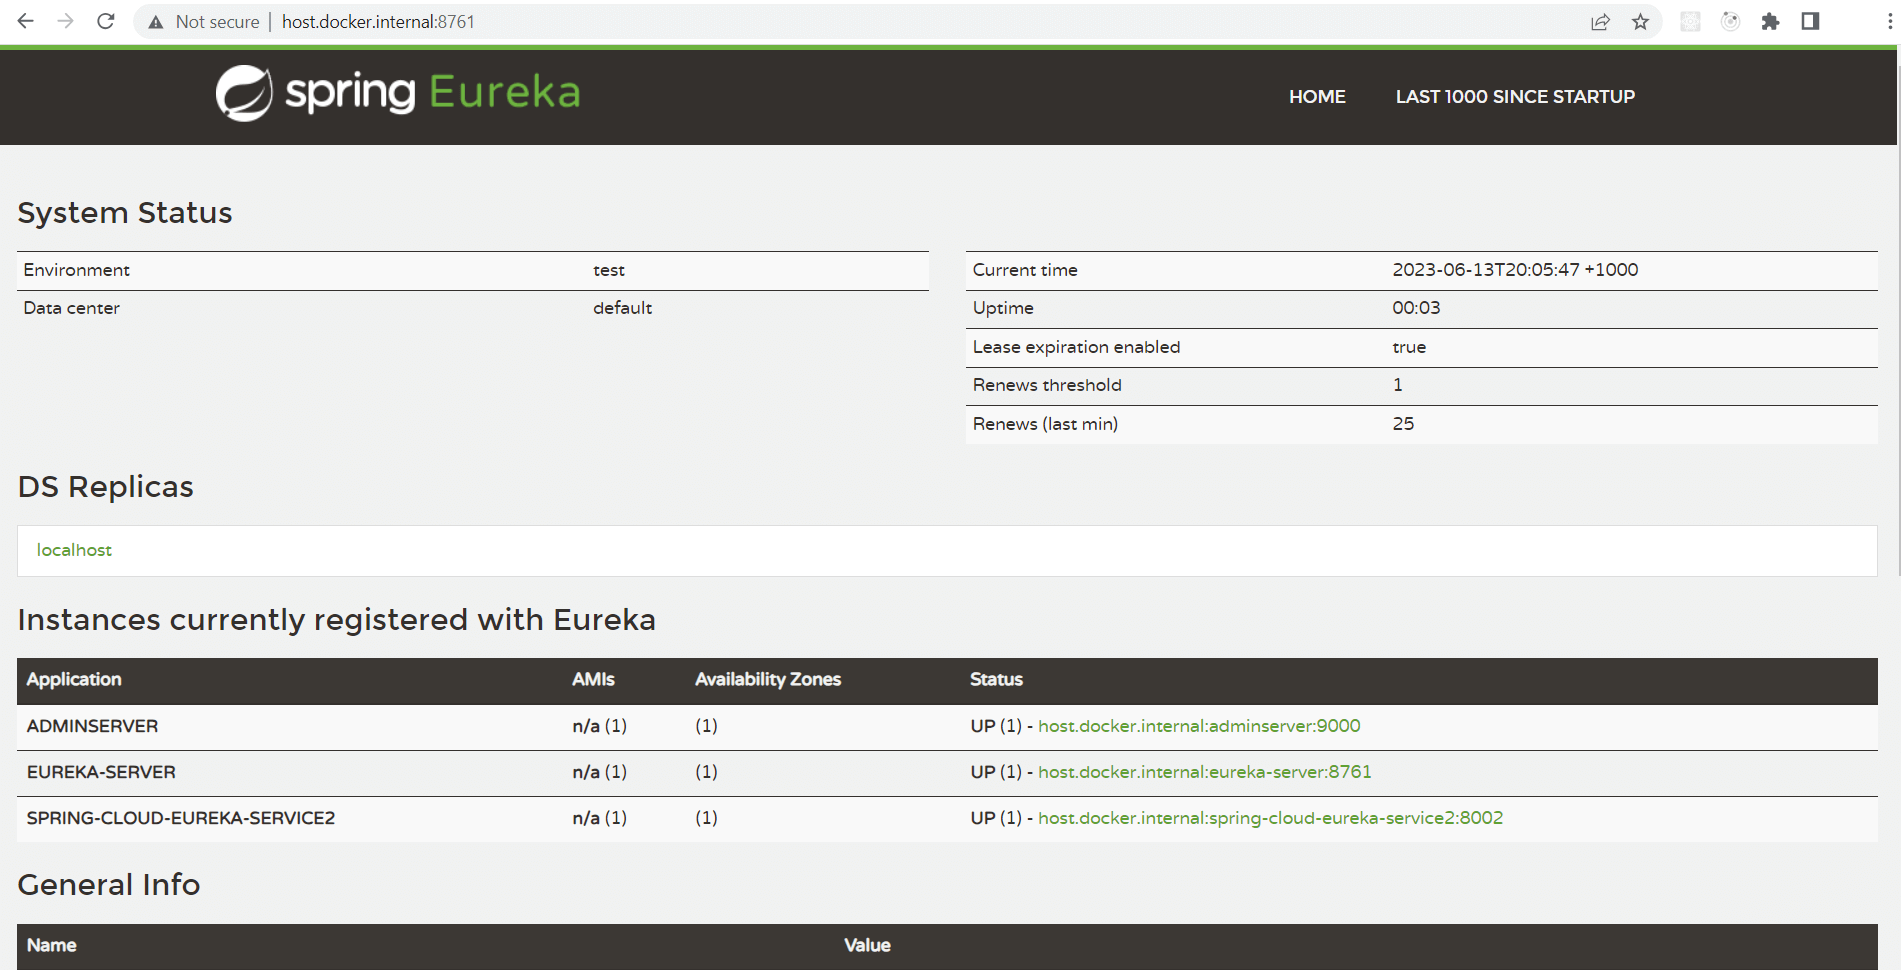 Not secure | host.docker.internal:8761
spring Eureka
HOME LAST 1000 SINCE STARTUP
System Status
Environment test
Data center default
Current time 2023-06-13T20:05:47 +1000
Uptime 00:03
Lease expiration enabled true
Renews threshold 1
Renews (last min) 25
DS Replicas
localhost
Instances currently registered with Eureka
Application AMIs Availability Zones Status
ADMINSERVER n/a (1) (1) UP (1) - host.docker.internal:adminserver:9000
EUREKA-SERVER n/a (1) (1) UP (1) - host.docker.internal:eureka-server:8761
SPRING-CLOUD-EUREKA-SERVICE2 n/a (1) (1) UP (1) - host.docker.internal:spring-cloud-eureka-service2:8002
General Info
Name Value